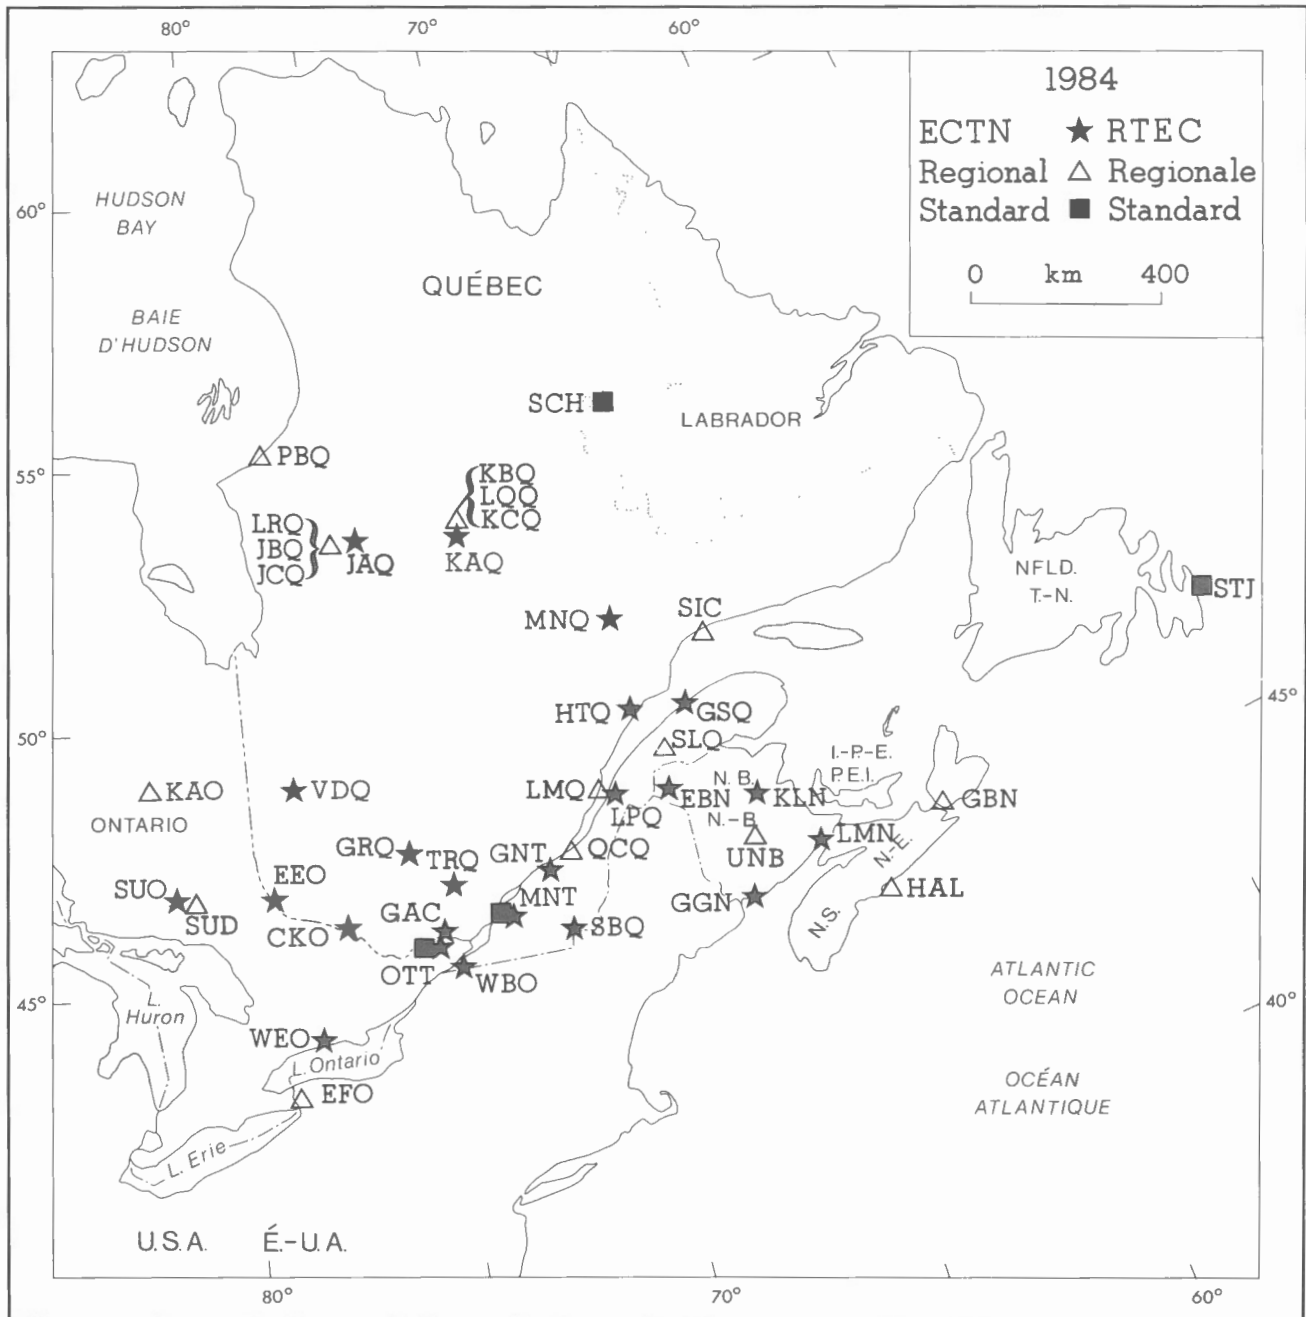 80° 70° 60°
1984
ECTN ★ RTEC
Regional △ Regionale
Standard ■ Standard
0 km 400
HUDSON
BAY
60°
QUÉBEC
BAIE
D'HUDSON
SCH
LABRADOR
PBQ
55°
KBQ
LQQ
KCQ
LRQ
JBQ
JCQ
JAQ
KAQ
NFLD.
T.-N.
STJ
MNQ
SIC
HTQ
GSQ
45°
SLQ
50°
I.-P.-E.
P.E.I.
KAO
VDQ
LMQ
LPQ
EBN
N.B.
N.-B.
KLN
GBN
ONTARIO
GRQ
TRQ
GNT
QCQ
UNB
LMN
N.-E.
SUO
SUD
EEO
MNT
HAL
GGN
N.S.
CKO
GAC
SBQ
OTT
WBO
ATLANTIC
OCEAN
45°
40°
L.
Huron
WEO
L. Ontario
EFO
OCÉAN
ATLANTIQUE
L. Erie
U.S.A. É.-U.A.
80° 70° 60°